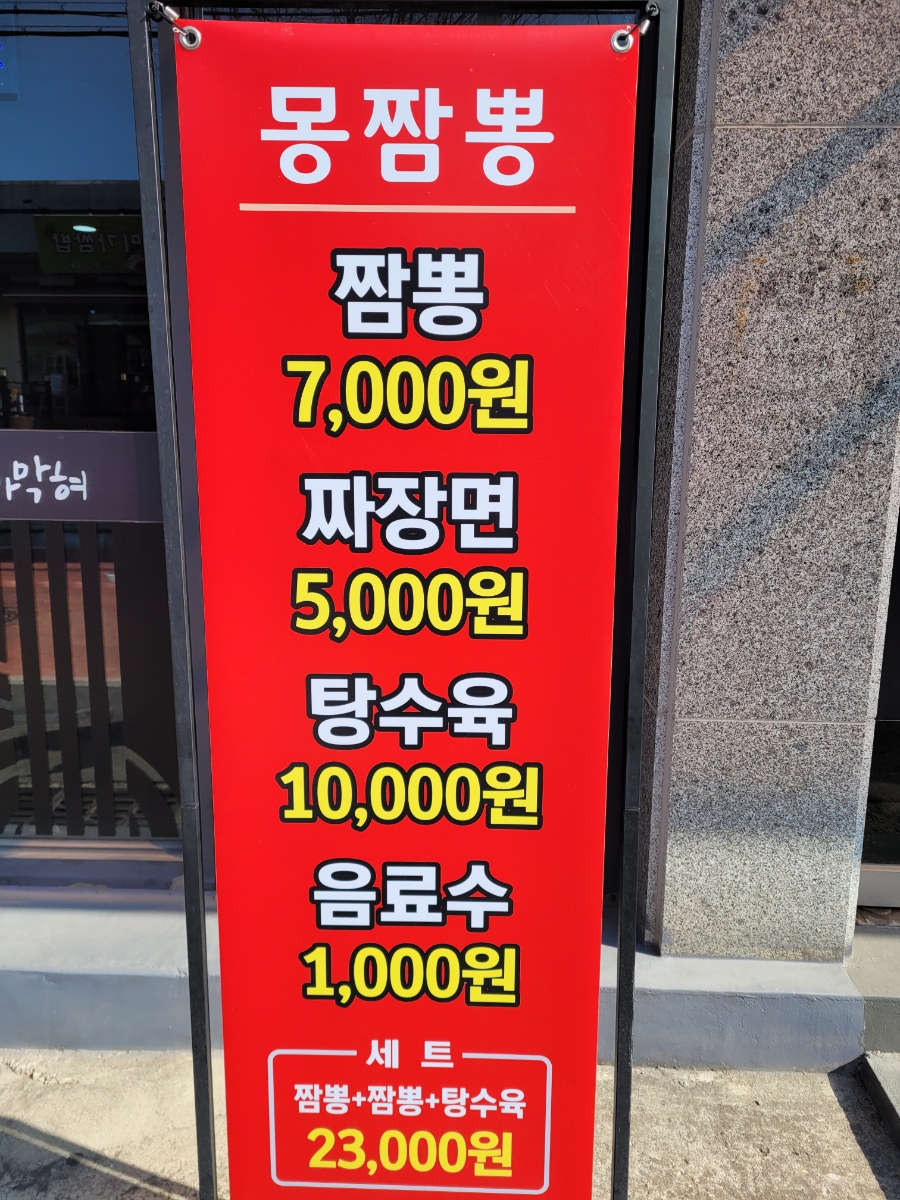 몽짬뽕
짬뽕
7,000원
짜장면
5,000원
탕수육
10,000원
음료수
1,000원
세 트
짬뽕+짬뽕+탕수육
23,000원
막혀